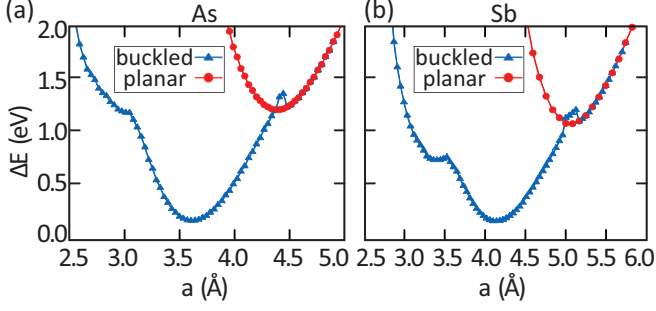 (a) As
2.0
1.5
1.0
0.5
0.0
ΔE (eV)
buckled
planar
2.5 3.0 3.5 4.0 4.5 5.0
a (Å)
(b) Sb
buckled
planar
2.5 3.0 3.5 4.0 4.5 5.0 5.5 6.0
a (Å)